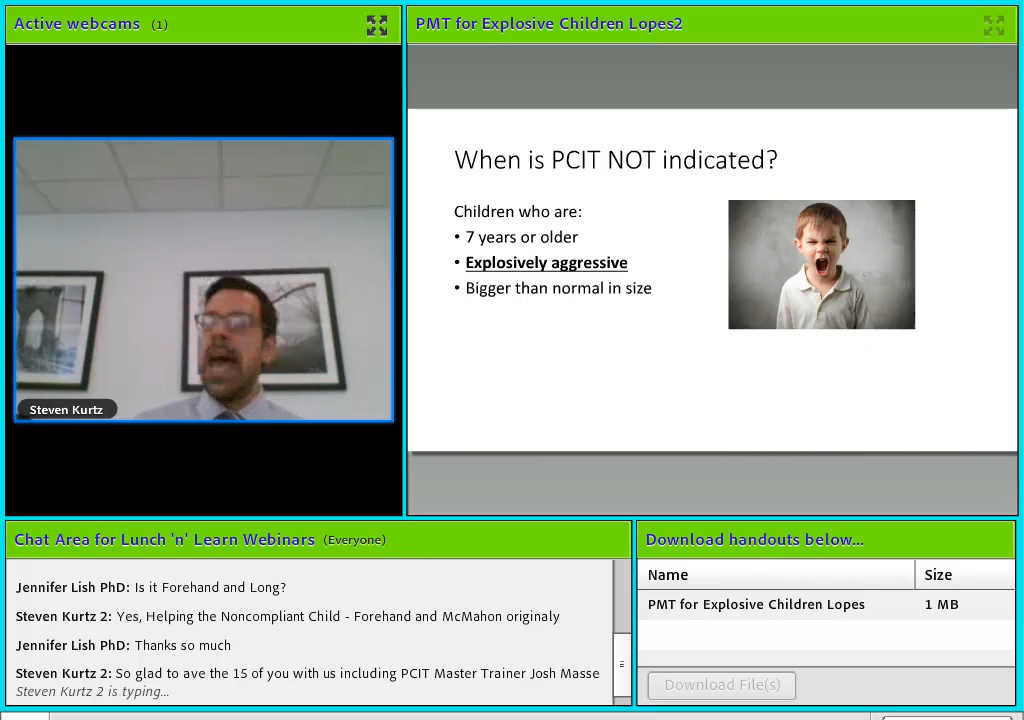 Active webcams (1)
PMT for Explosive Children Lopes2
When is PCIT NOT indicated?
Children who are:
• 7 years or older
• Explosively aggressive
• Bigger than normal in size
Steven Kurtz
Chat Area for Lunch 'n' Learn Webinars (Everyone)
Jennifer Lish PhD: Is it Forehand and Long?
Steven Kurtz 2: Yes, Helping the Noncompliant Child - Forehand and McMahon originaly
Jennifer Lish PhD: Thanks so much
Steven Kurtz 2: So glad to ave the 15 of you with us including PCIT Master Trainer Josh Masse
Steven Kurtz 2 is typing...
Download handouts below...
Name Size
PMT for Explosive Children Lopes 1 MB
Download File(s)